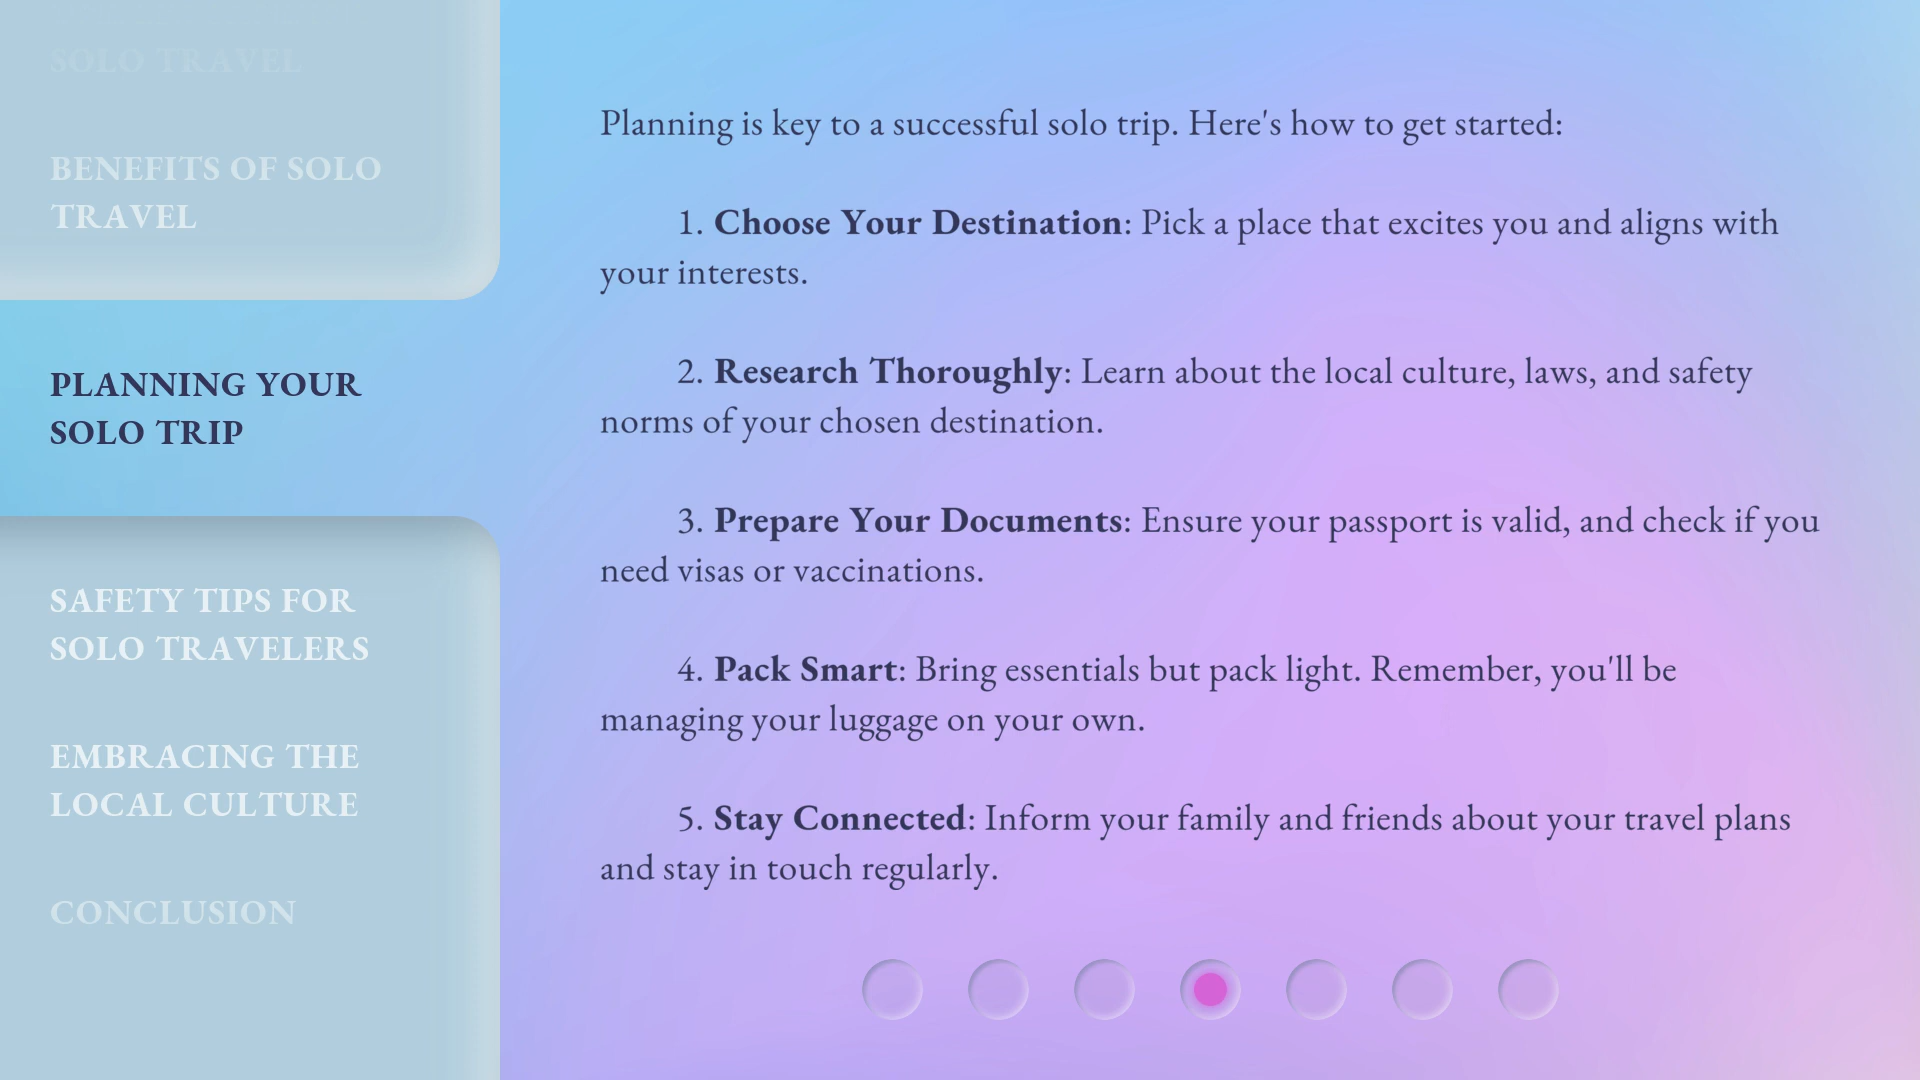 SOLO TRAVEL
BENEFITS OF SOLO
TRAVEL
PLANNING YOUR
SOLO TRIP
SAFETY TIPS FOR
SOLO TRAVELERS
EMBRACING THE
LOCAL CULTURE
CONCLUSION
Planning is key to a successful solo trip. Here's how to get started:
1. Choose Your Destination: Pick a place that excites you and aligns with
your interests.
2. Research Thoroughly: Learn about the local culture, laws, and safety
norms of your chosen destination.
3. Prepare Your Documents: Ensure your passport is valid, and check if you
need visas or vaccinations.
4. Pack Smart: Bring essentials but pack light. Remember, you'll be
managing your luggage on your own.
5. Stay Connected: Inform your family and friends about your travel plans
and stay in touch regularly.